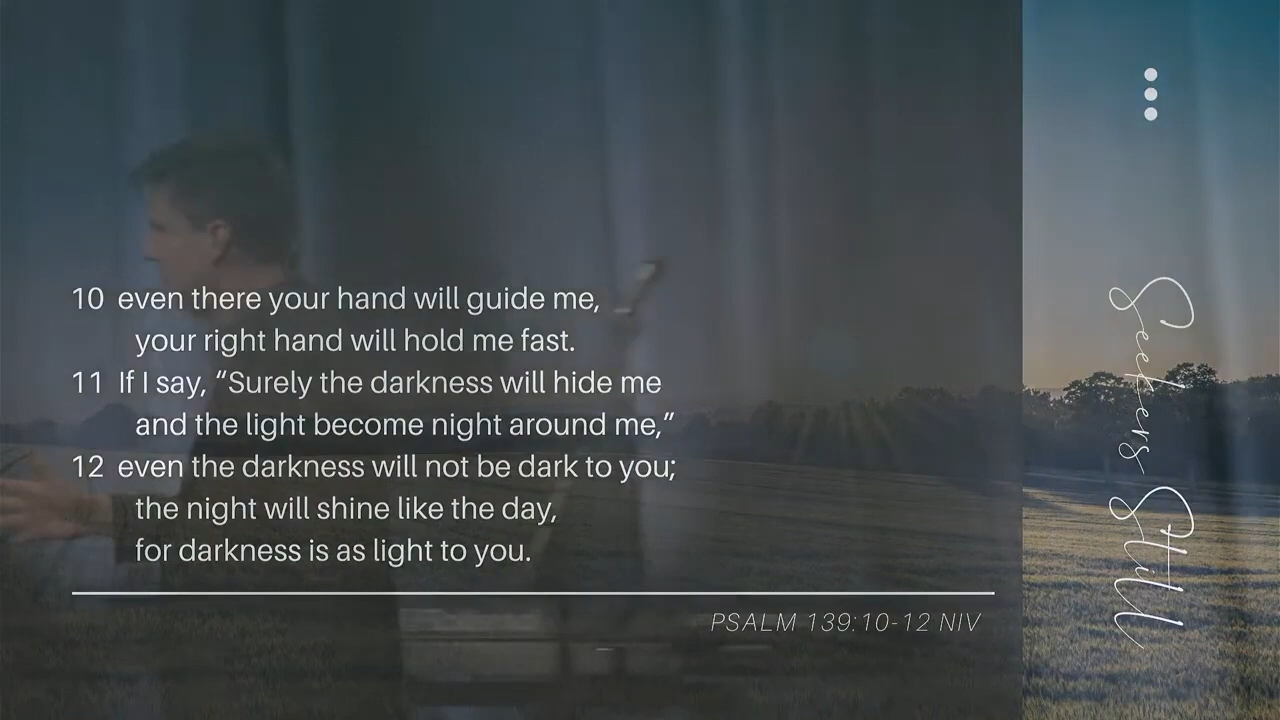 10 even there your hand will guide me,
your right hand will hold me fast.
11 If I say, “Surely the darkness will hide me
and the light become night around me,”
12 even the darkness will not be dark to you;
the night will shine like the day,
for darkness is as light to you.
PSALM 139:10-12 NIV
Seekers Still